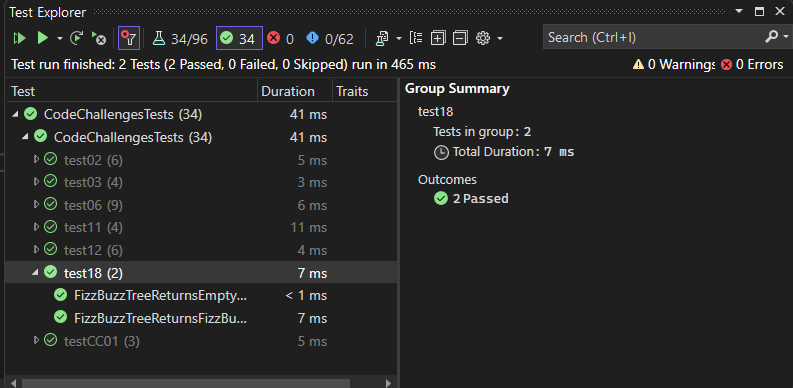 Test Explorer
34/96 34 0 0/62 Search (Ctrl+I)
Test run finished: 2 Tests (2 Passed, 0 Failed, 0 Skipped) run in 465 ms 0 Warnings 0 Errors
Test Duration Traits
CodeChallengesTests (34) 41 ms
CodeChallengesTests (34) 41 ms
test02 (6) 5 ms
test03 (4) 3 ms
test06 (9) 6 ms
test11 (4) 11 ms
test12 (6) 4 ms
test18 (2) 7 ms
FizzBuzzTreeReturnsEmpty... < 1 ms
FizzBuzzTreeReturnsFizzBu... 7 ms
testCC01 (3) 5 ms
Group Summary
test18
Tests in group: 2
Total Duration: 7 ms
Outcomes
2 Passed